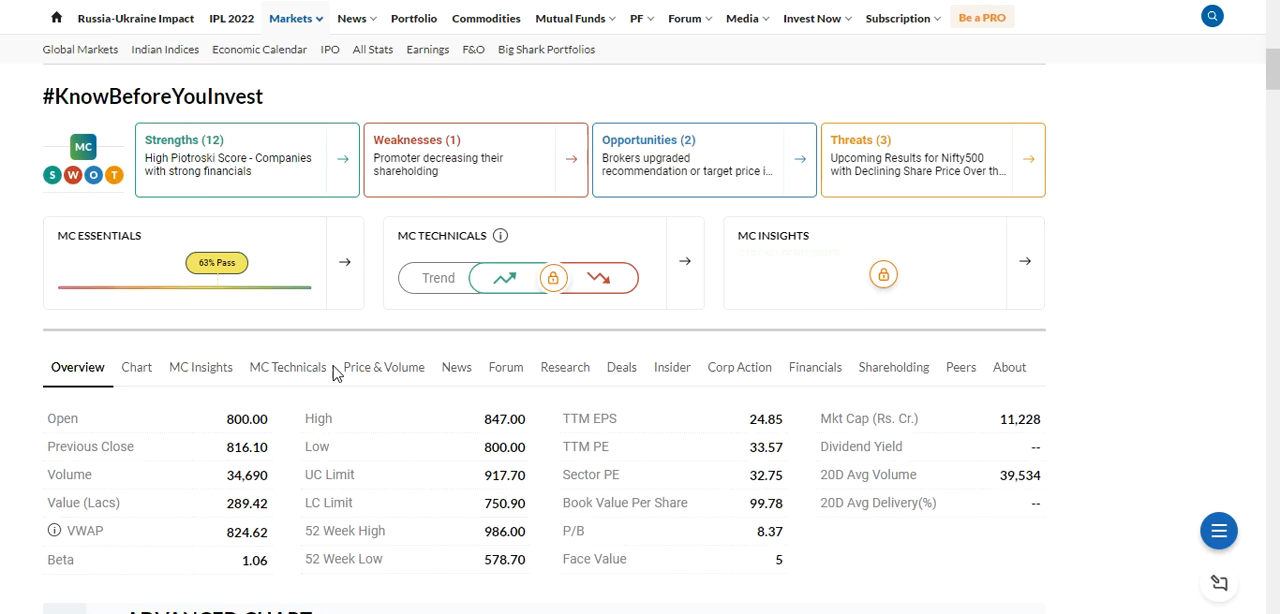 Russia-Ukraine Impact IPL 2022 Markets News Portfolio Commodities Mutual Funds PF Forum Media Invest Now Subscription Be a PRO
Global Markets Indian Indices Economic Calendar IPO All Stats Earnings F&O Big Shark Portfolios
#KnowBeforeYouInvest
MC
S W O T
Strengths (12)
High Piotroski Score - Companies
with strong financials
Weaknesses (1)
Promoter decreasing their
shareholding
Opportunities (2)
Brokers upgraded
recommendation or target price i...
Threats (3)
Upcoming Results for Nifty500
with Declining Share Price Over th...
MC ESSENTIALS
63% Pass
MC TECHNICALS
Trend
MC INSIGHTS
Overview Chart MC Insights MC Technicals Price & Volume News Forum Research Deals Insider Corp Action Financials Shareholding Peers About
Open 800.00 High 847.00 TTM EPS 24.85 Mkt Cap (Rs. Cr.) 11,228
Previous Close 816.10 Low 800.00 TTM PE 33.57 Dividend Yield --
Volume 34,690 UC Limit 917.70 Sector PE 32.75 20D Avg Volume 39,534
Value (Lacs) 289.42 LC Limit 750.90 Book Value Per Share 99.78 20D Avg Delivery(%) --
VWAP 824.62 52 Week High 986.00 P/B 8.37
Beta 1.06 52 Week Low 578.70 Face Value 5
ADVANCED CHART